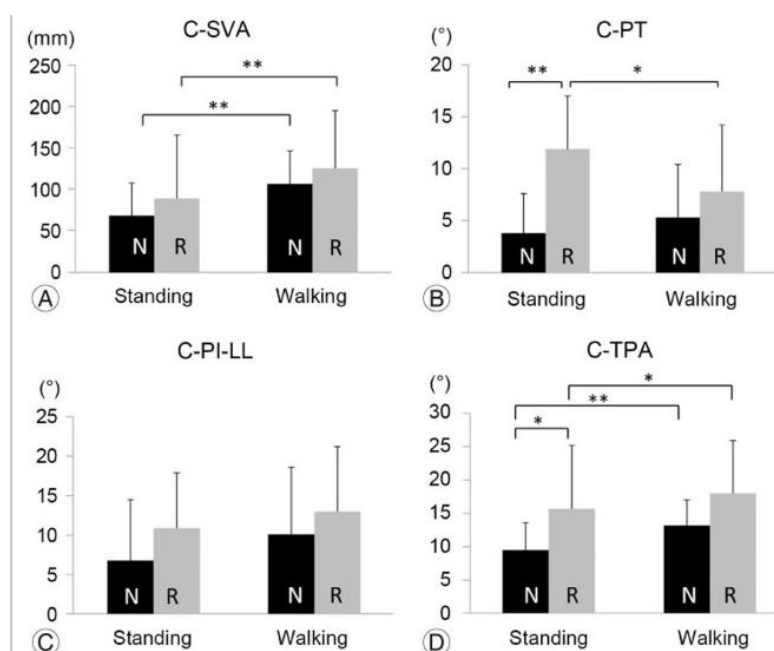 C-SVA
(mm)
250
200
150
100
50
0
**
**
N R N R
Standing Walking
A
C-PT
(°)
20
15
10
5
0
** *
N R N R
Standing Walking
B
C-PI-LL
(°)
25
20
15
10
5
0
N R N R
Standing Walking
C
C-TPA
(°)
30
25
20
15
10
5
0
*
**
*
N R N R
Standing Walking
D